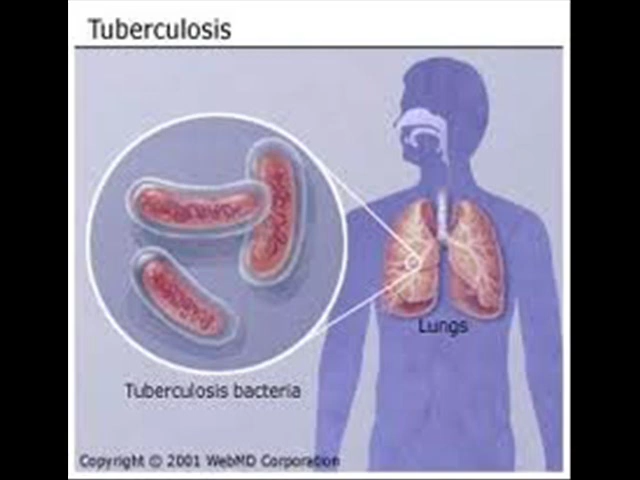 Tuberculosis
Lungs
Tuberculosis bacteria
Copyright © 2001 WebMD Corporation